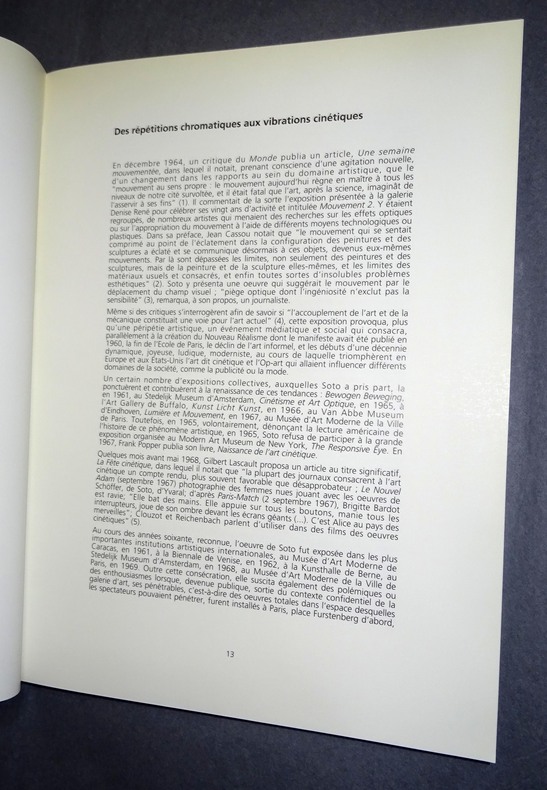 Des répétitions chromatiques aux vibrations cinétiques
En décembre 1964, un critique du Monde publia un article, Une semaine
mouvementée, dans lequel il notait, prenant conscience d'une agitation nouvelle,
d'un changement dans les rapports au sein du domaine artistique, que le
"mouvement au sens propre : le mouvement aujourd'hui règne en maître à tous les
niveaux de notre cité survoltée, et il était fatal que l'art, après la science, imaginât de
l'asservir à ses fins" (1). Il commentait de la sorte l'exposition présentée à la galerie
Denise René pour célébrer ses vingt ans d'activité et intitulée Mouvement 2. Y étaient
regroupés, de nombreux artistes qui menaient des recherches sur les effets optiques
ou sur l'appropriation du mouvement à l'aide de différents moyens technologiques ou
plastiques. Dans sa préface, Jean Cassou notait que "le mouvement qui se sentait
comprimé au point de l'éclatement dans la configuration des peintures et des
sculptures a éclaté et se communique désormais à ces objets, devenus eux-mêmes
mouvements. Par là sont dépassées les limites, non seulement des peintures et des
sculptures, mais de la peinture et de la sculpture elles-mêmes, et les limites des
matériaux usuels et consacrés, et enfin toutes sortes d'insolubles problèmes
esthétiques" (2). Soto y présenta une oeuvre qui suggérait le mouvement par le
déplacement du champ visuel : "piège optique dont l'ingéniosité n'exclut pas la
sensibilité" (3), remarqua, à son propos, un journaliste.
Même si des critiques s'interrogèrent afin de savoir si "l'accouplement de l'art et de la
mécanique constituait une voie pour l'art actuel" (4), cette exposition provoqua, plus
qu'une péripétie artistique, un événement médiatique et social qui consacra,
parallèlement à la création du Nouveau Réalisme dont le manifeste avait été publié en
1960, la fin de l'Ecole de Paris, le déclin de l'art informel, et les débuts d'une décennie
dynamique, joyeuse, ludique, moderniste, au cours de laquelle triomphèrent en
Europe et aux Etats-Unis l'art dit cinétique et l'Op-art qui allaient influencer différents
domaines de la société, comme la publicité ou la mode.
Un certain nombre d'expositions collectives, auxquelles Soto a pris part, la
ponctuèrent et contribuèrent à la renaissance de ces tendances : Bewogen Beweging,
en 1961, au Stedelijk Museum d'Amsterdam, Cinétisme et Art Optique, en 1965, à
l'Art Gallery de Buffalo, Kunst Licht Kunst, en 1966, au Van Abbe Museum
d'Eindhoven, Lumière et Mouvement, en 1967, au Musée d'Art Moderne de la Ville
de Paris. Toutefois, en 1965, volontairement, dénonçant la lecture américaine de
l'histoire de ce phénomène artistique, en 1965, Soto refusa de participer à la grande
exposition organisée au Modern Art Museum de New York, The Responsive Eye. En
1967, Frank Popper publia son livre, Naissance de l'art cinétique.
Quelques mois avant mai 1968, Gilbert Lascault proposa un article au titre significatif,
La Fête cinétique, dans lequel il notait que "la plupart des journaux consacrent à l'art
cinétique un compte rendu, plus souvent favorable que désapprobateur ; Le Nouvel
Adam (septembre 1967) photographie des femmes nues jouant avec les oeuvres de
Schöffer, de Soto, d'Yvaral; d'après Paris-Match (2 septembre 1967), Brigitte Bardot
est ravie; "Elle bat des mains. Elle appuie sur tous les boutons, manie tous les
interrupteurs, joue de son ombre devant les écrans géants (...). C'est Alice au pays des
merveilles"; Clouzot et Reichenbach parlent d'utiliser dans des films des oeuvres
cinétiques" (5).
Au cours des années soixante, reconnue, l'oeuvre de Soto fut exposée dans les plus
importantes institutions artistiques internationales, au Musée d'Art Moderne de
Caracas, en 1961, à la Biennale de Venise, en 1962, à la Kunsthalle de Berne, au
Stedelijk Museum d'Amsterdam, en 1968, au Musée d'Art Moderne de la Ville de
Paris, en 1969. Outre cette consécration, elle suscita également des polémiques ou
des enthousiasmes lorsque, devenue publique, sortie du contexte confidentiel de la
galerie d'art, ses pénétrables, c'est-à-dire des oeuvres totales dans l'espace desquelles
les spectateurs pouvaient pénétrer, furent installés à Paris, place Furstenberg d'abord,
13